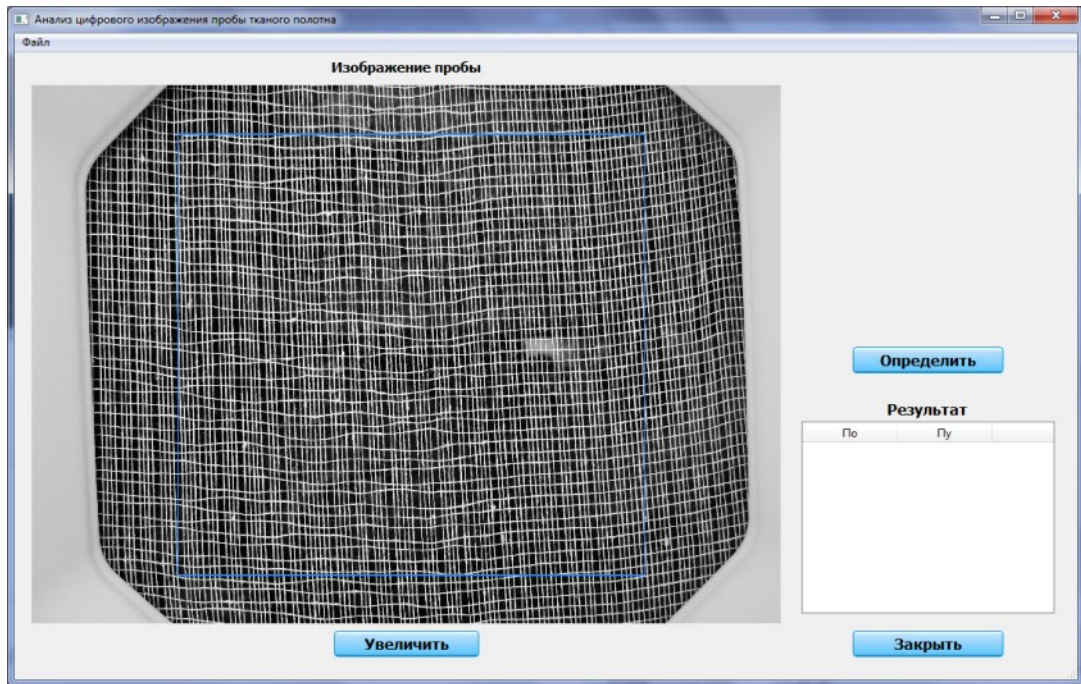 Анализ цифрового изображения пробы тканого полотна
Файл
Изображение пробы
Определить
Результат
По Пу
Увеличить
Закрыть